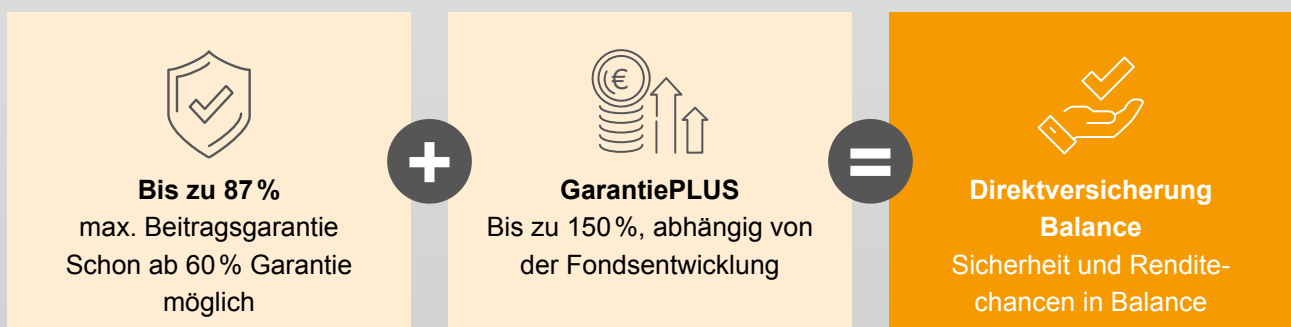 Bis zu 87 %
max. Beitragsgarantie
Schon ab 60 % Garantie
möglich
+
€
GarantiePLUS
Bis zu 150 %, abhängig von
der Fondsentwicklung
=
Direktversicherung
Balance
Sicherheit und Rendite-
chancen in Balance